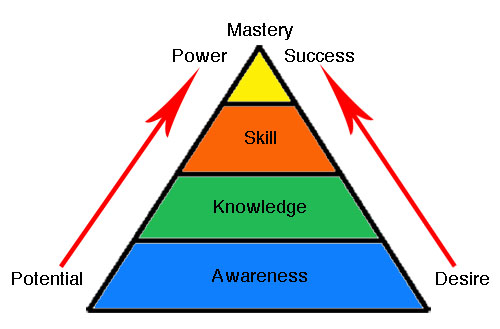 Mastery
Power Success
Skill
Knowledge
Awareness
Potential Desire